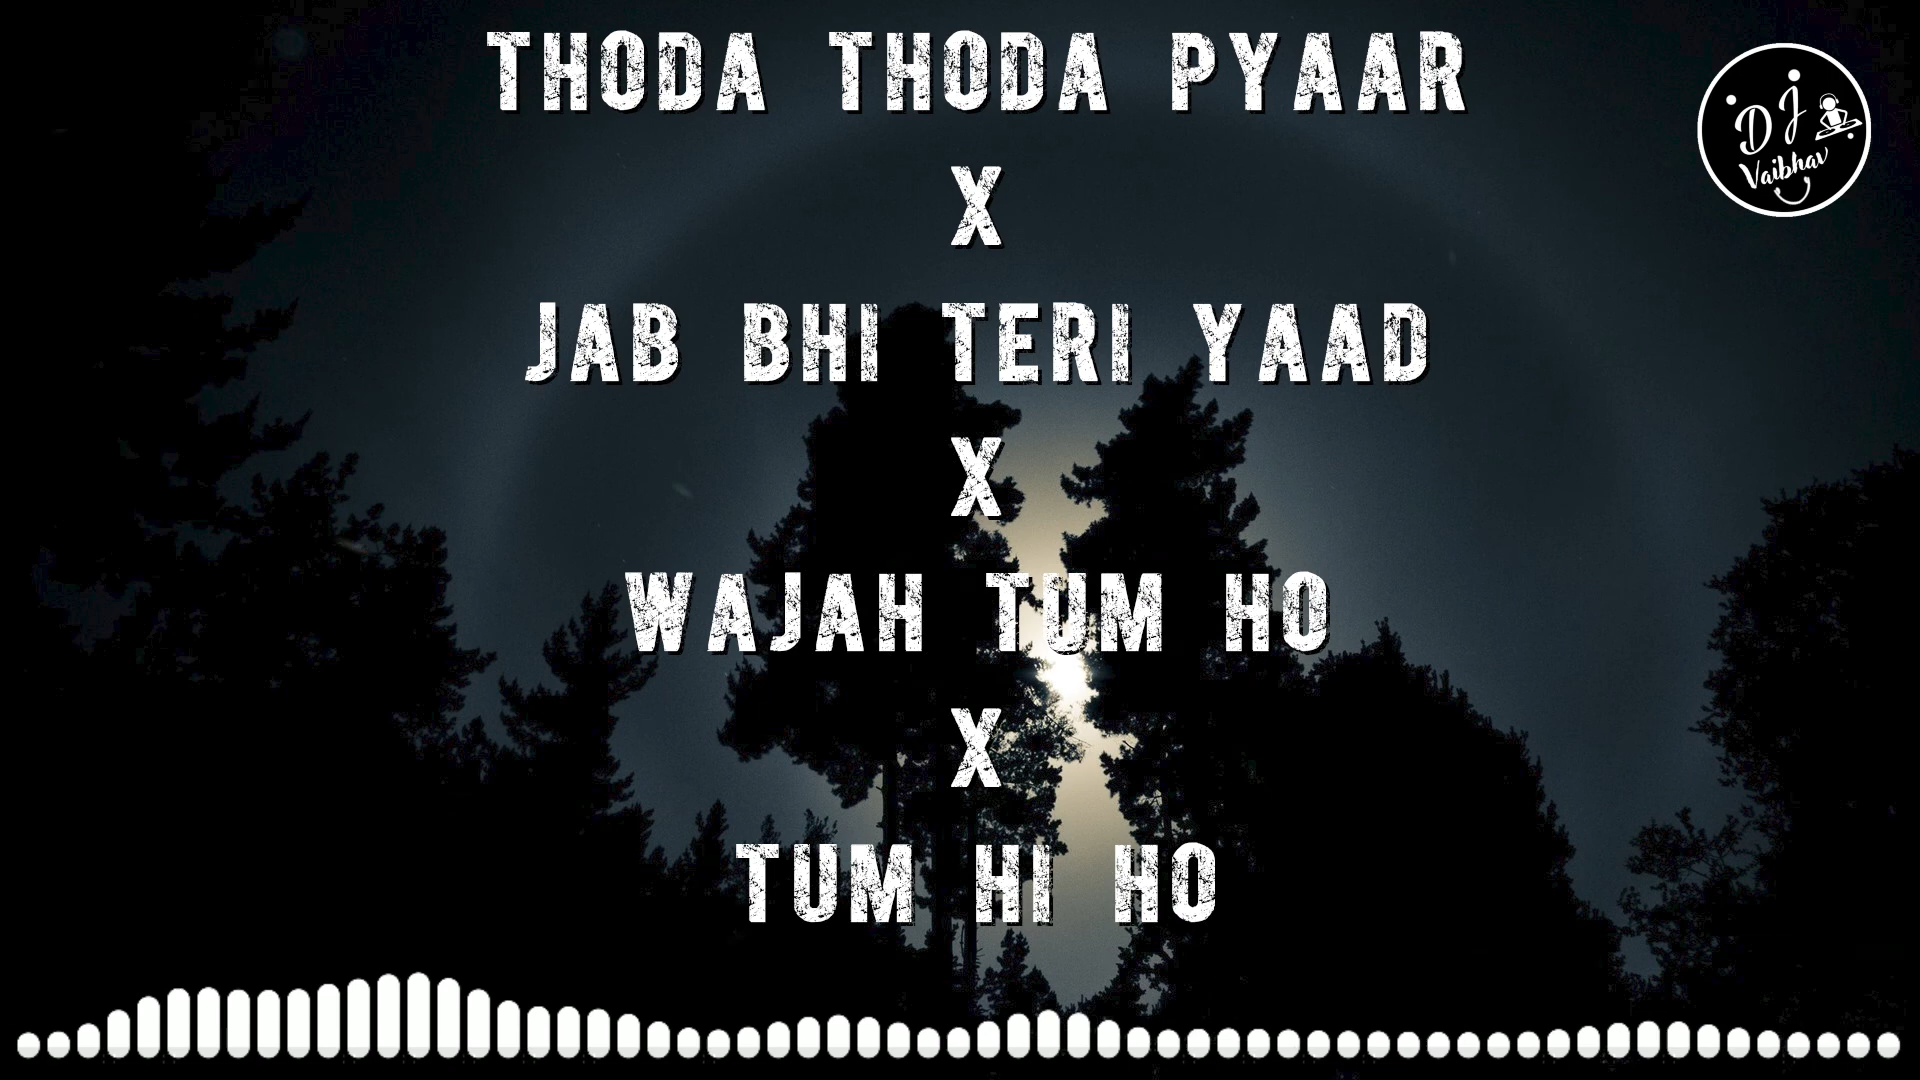 THODA THODA PYAAR
X
JAB BHI TERI YAAD
X
WAJAH TUM HO
X
TUM HI HO
DJ
Vaibhav